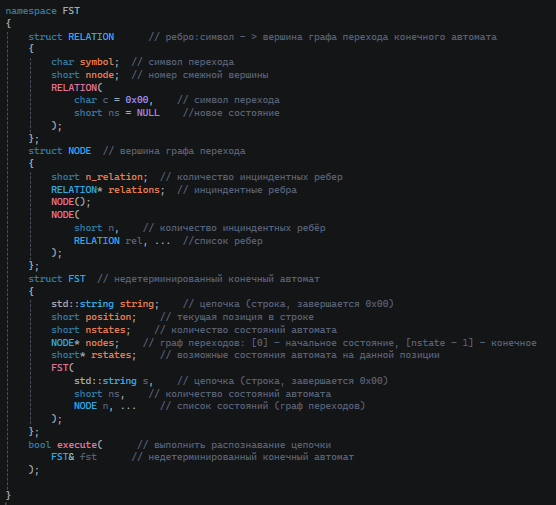 namespace FST
{
struct RELATION // ребро:символ - > вершина графа перехода конечного автомата
{
char symbol; // символ перехода
short nnode; // номер смежной вершины
RELATION(
char c = 0x00, // символ перехода
short ns = NULL //новое состояние
);
};
struct NODE // вершина графа перехода
{
short n_relation; // количество инциндентных ребер
RELATION* relations; // инциндентные ребра
NODE();
NODE(
short n, // количество инциндентных ребёр
RELATION rel, ... //список ребер
);
};
struct FST // недетерминированный конечный автомат
{
std::string string; // цепочка (строка, завершается 0x00)
short position; // текущая позиция в строке
short nstates; // количество состояний автомата
NODE* nodes; // граф переходов: [0] - начальное состояние, [nstate - 1] - конечное
short* rstates; // возможные состояния автомата на данной позиции
FST(
std::string s, // цепочка (строка, завершается 0x00)
short ns, // количество состояний автомата
NODE n, ... // список состояний (граф переходов)
);
};
bool execute( // выполнить распознавание цепочки
FST& fst // недетерминированный конечный автомат
);
}